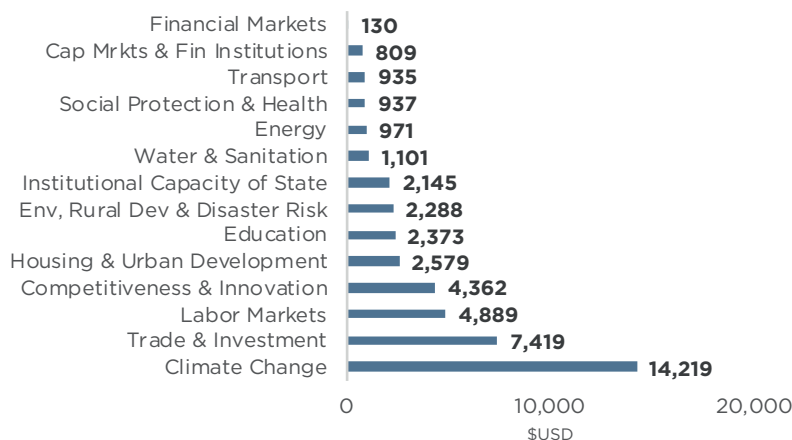 Financial Markets 130
Cap Mrkts & Fin Institutions 809
Transport 935
Social Protection & Health 937
Energy 971
Water & Sanitation 1,101
Institutional Capacity of State 2,145
Env, Rural Dev & Disaster Risk 2,288
Education 2,373
Housing & Urban Development 2,579
Competitiveness & Innovation 4,362
Labor Markets 4,889
Trade & Investment 7,419
Climate Change 14,219
0 10,000 20,000
$USD